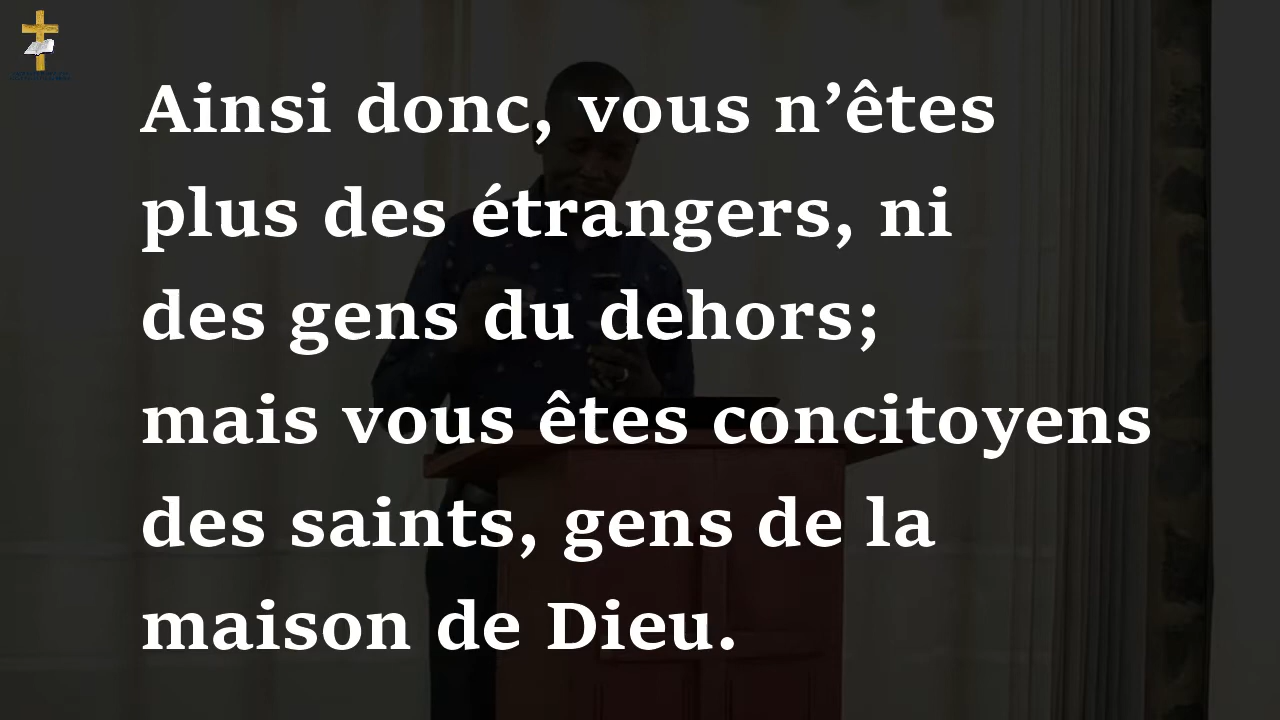 Ainsi donc, vous n’êtes
plus des étrangers, ni
des gens du dehors;
mais vous êtes concitoyens
des saints, gens de la
maison de Dieu.